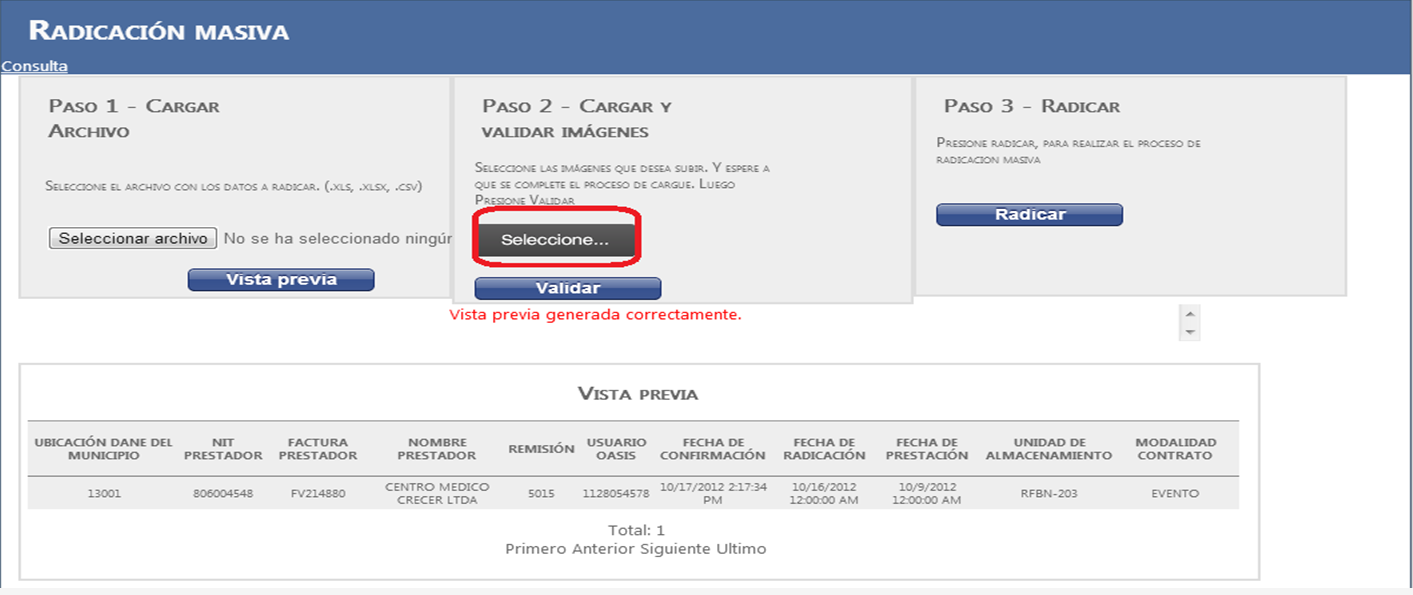 RADICACIÓN MASIVA
Consulta
PASO 1 - CARGAR
ARCHIVO
SELECCIONE EL ARCHIVO CON LOS DATOS A RADICAR. (.XLS, .XLSX, .CSV)
Seleccionar archivo No se ha seleccionado ningúr
Vista previa
PASO 2 - CARGAR Y
VALIDAR IMÁGENES
SELECCIONE LAS IMÁGENES QUE DESEA SUBIR. Y ESPERE A
QUE SE COMPLETE EL PROCESO DE CARGUE. LUEGO
PRESIONE VALIDAR
Seleccione...
Validar
PASO 3 - RADICAR
PRESIONE RADICAR, PARA REALIZAR EL PROCESO DE
RADICACION MASIVA
Radicar
Vista previa generada correctamente.
VISTA PREVIA
UBICACIÓN DANE DEL MUNICIPIO NIT PRESTADOR FACTURA PRESTADOR NOMBRE PRESTADOR REMISIÓN USUARIO OASIS FECHA DE CONFIRMACIÓN FECHA DE RADICACIÓN FECHA DE PRESTACIÓN UNIDAD DE ALMACENAMIENTO MODALIDAD CONTRATO
13001 806004548 FV214880 CENTRO MEDICO CRECER LTDA 5015 1128054578 10/17/2012 2:17:34 PM 10/16/2012 12:00:00 AM 10/9/2012 12:00:00 AM RFBN-203 EVENTO
Total: 1
Primero Anterior Siguiente Ultimo